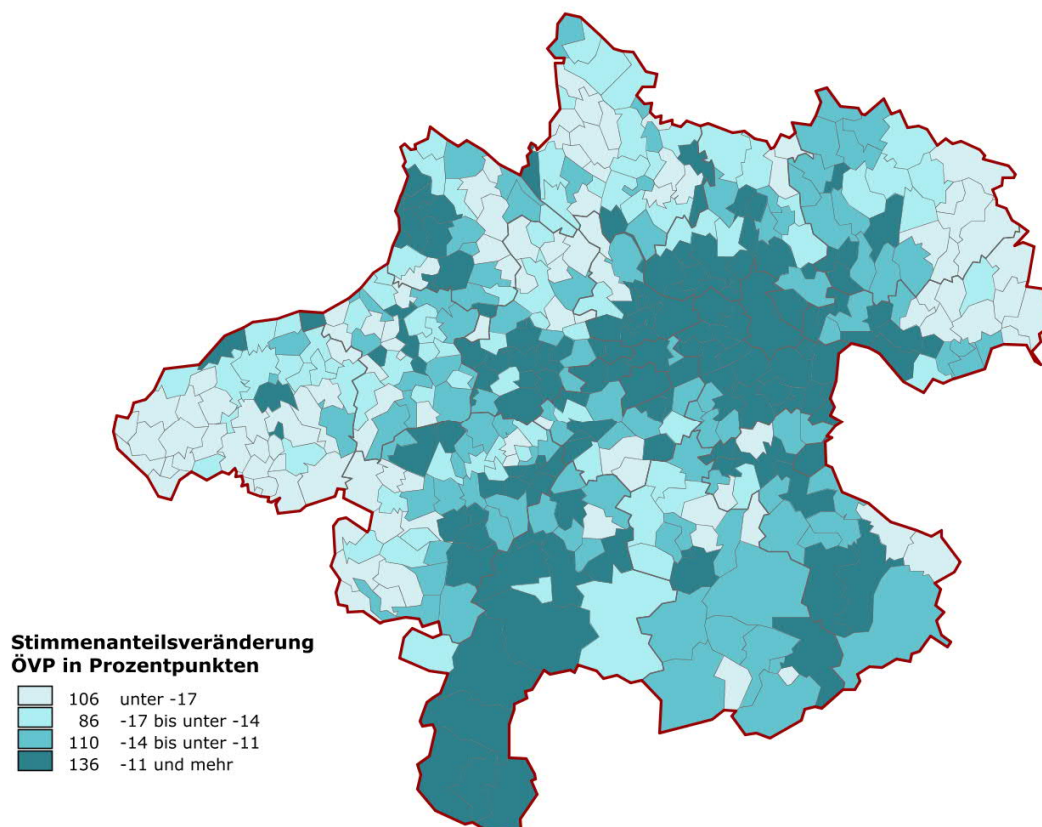 Stimmenanteilsveränderung
ÖVP in Prozentpunkten
106 unter -17
86 -17 bis unter -14
110 -14 bis unter -11
136 -11 und mehr